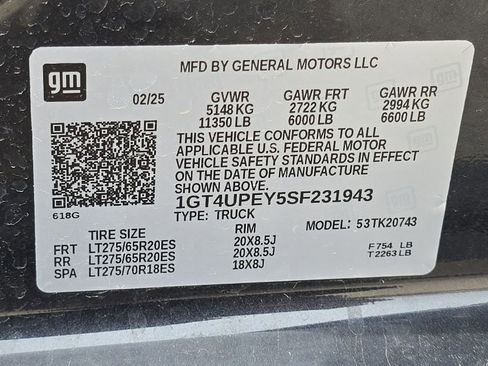 gm
MFD BY GENERAL MOTORS LLC
02/25 GVWR GAWR FRT GAWR RR
5148 KG 2722 KG 2994 KG
11350 LB 6000 LB 6600 LB
THIS VEHICLE CONFORMS TO ALL
APPLICABLE U.S. FEDERAL MOTOR
VEHICLE SAFETY STANDARDS IN EFFECT
ON THE DATE OF MANUFACTURE
SHOWN ABOVE.
1GT4UPEY5SF231943
618G TYPE: TRUCK
TIRE SIZE RIM MODEL: 53TK20743
FRT LT275/65R20ES 20X8.5J F 754 LB
RR LT275/65R20ES 20X8.5J T 2263 LB
SPA LT275/70R18ES 18X8J